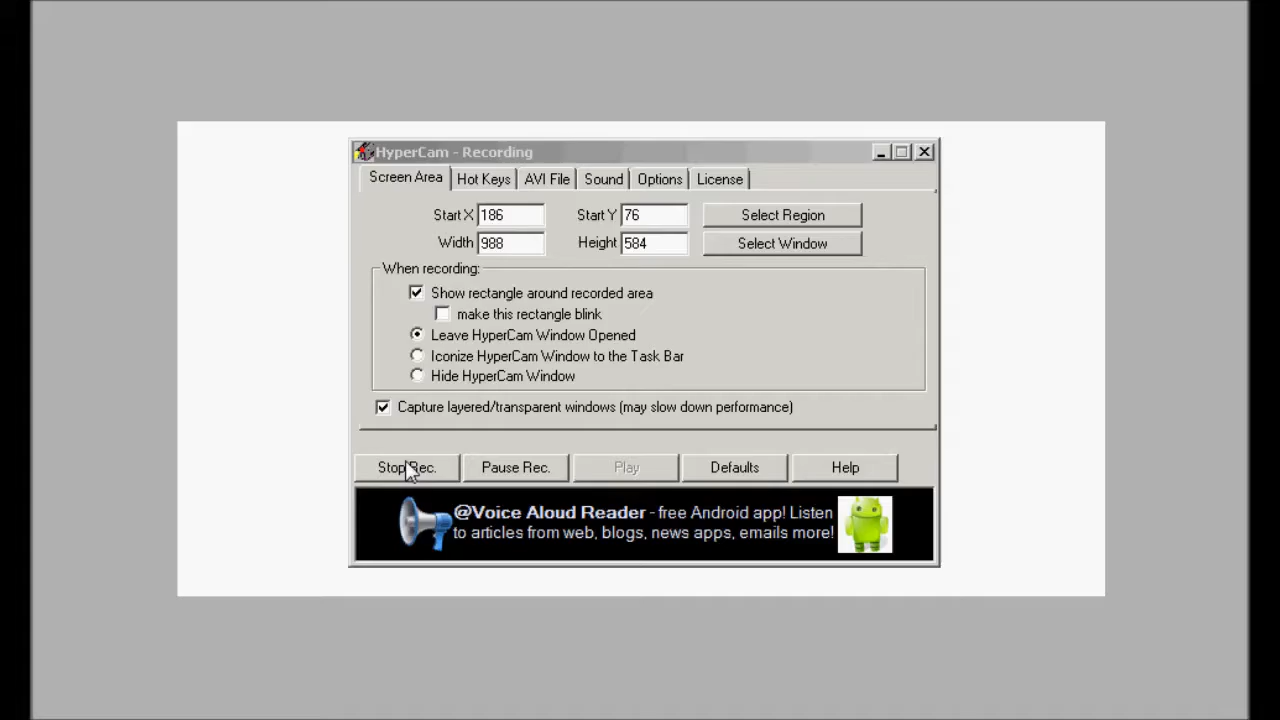 HyperCam - Recording
Screen Area Hot Keys AVI File Sound Options License
Start X 186 Start Y 76 Select Region
Width 988 Height 584 Select Window
When recording:
Show rectangle around recorded area
make this rectangle blink
Leave HyperCam Window Opened
Iconize HyperCam Window to the Task Bar
Hide HyperCam Window
Capture layered/transparent windows (may slow down performance)
Stop Rec. Pause Rec. Play Defaults Help
@Voice Aloud Reader - free Android app! Listen
to articles from web, blogs, news apps, emails more!